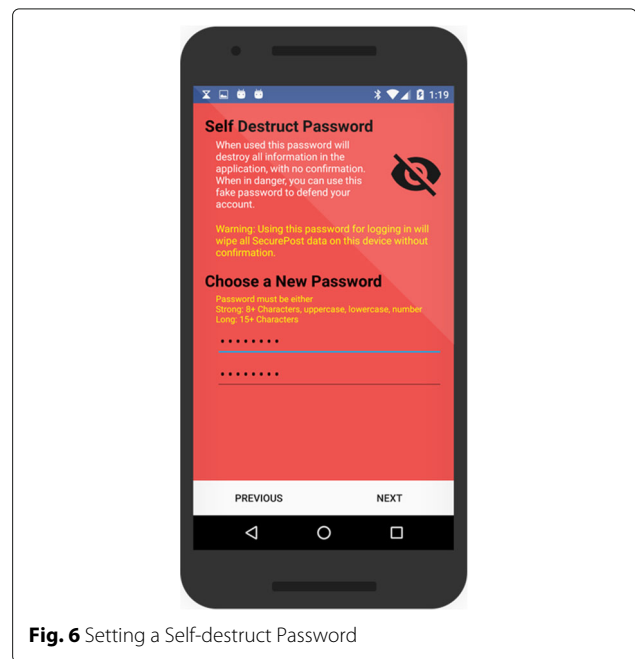 1:19
Self Destruct Password
When used this password will
destroy all information in the
application, with no confirmation.
When in danger, you can use this
fake password to defend your
account.
Warning: Using this password for logging in will
wipe all SecurePost data on this device without
confirmation.
Choose a New Password
Password must be either
Strong: 8+ Characters, uppercase, lowercase, number
Long: 15+ Characters
••••••••
••••••••
PREVIOUS NEXT
Fig. 6 Setting a Self-destruct Password